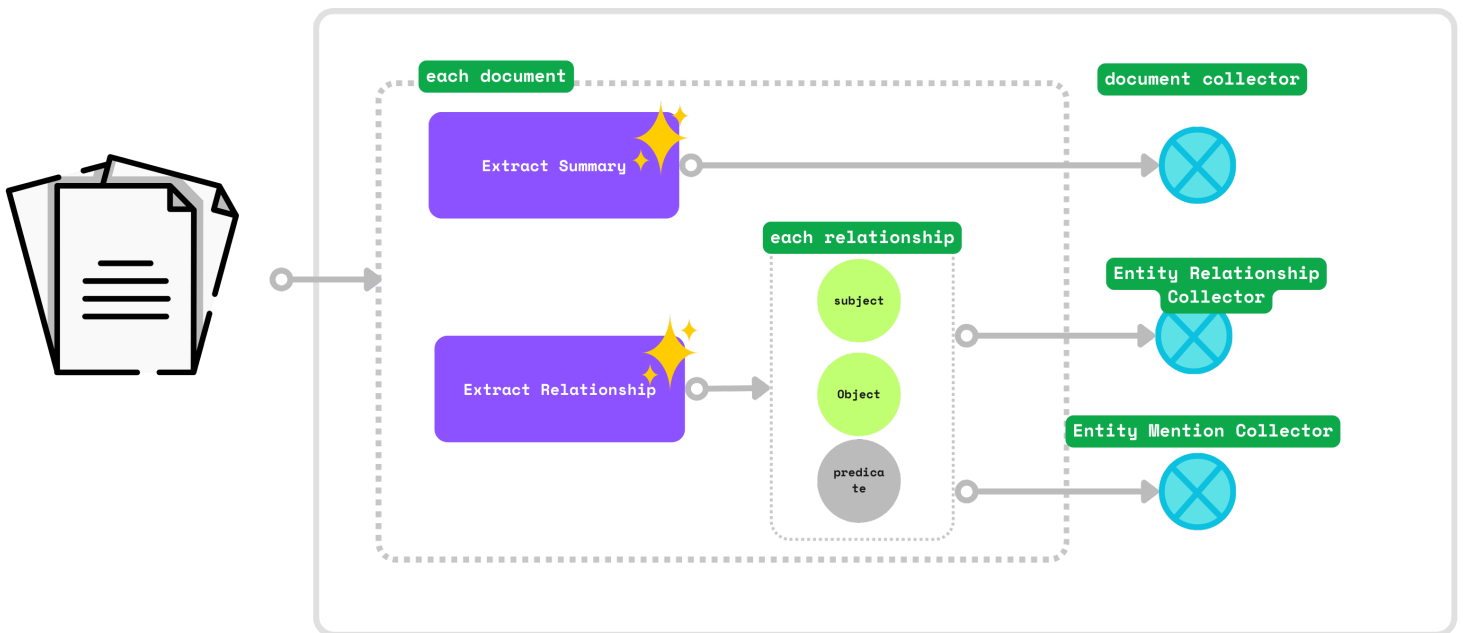 each document
document collector
Extract Summary
each relationship
Entity Relationship
Collector
subject
Extract Relationship
Object
Entity Mention Collector
predica
te